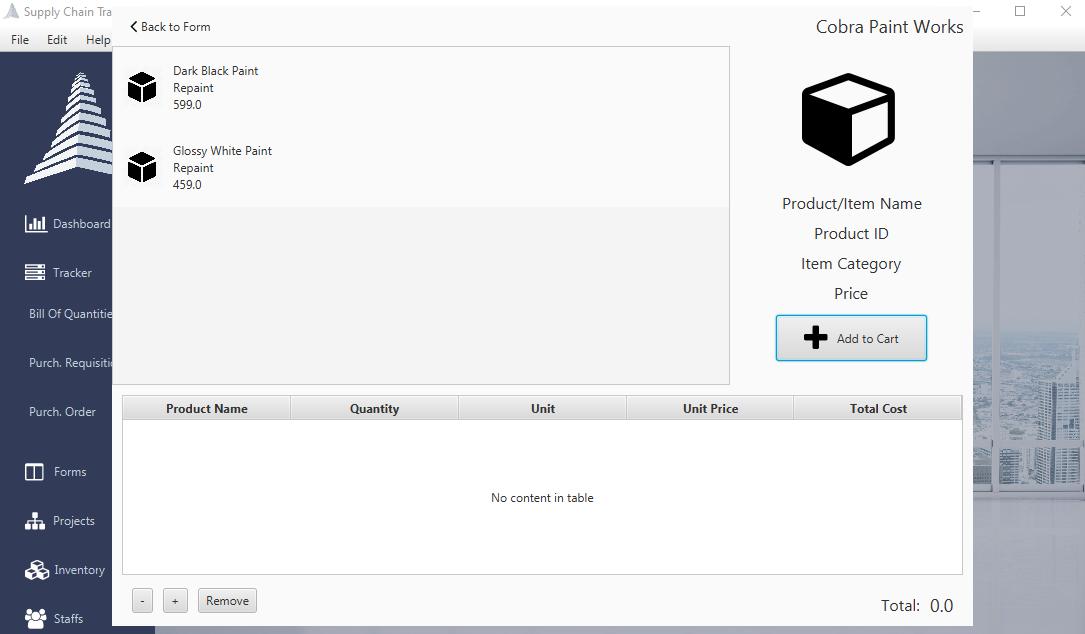 Supply Chain Tra
File Edit Help
Dashboard
Tracker
Bill Of Quantitie
Purch. Requisiti
Purch. Order
Forms
Projects
Inventory
Staffs
Back to Form
Cobra Paint Works
Dark Black Paint
Repaint
599.0
Glossy White Paint
Repaint
459.0
Product/Item Name
Product ID
Item Category
Price
Add to Cart
Product Name Quantity Unit Unit Price Total Cost
No content in table
- + Remove
Total: 0.0